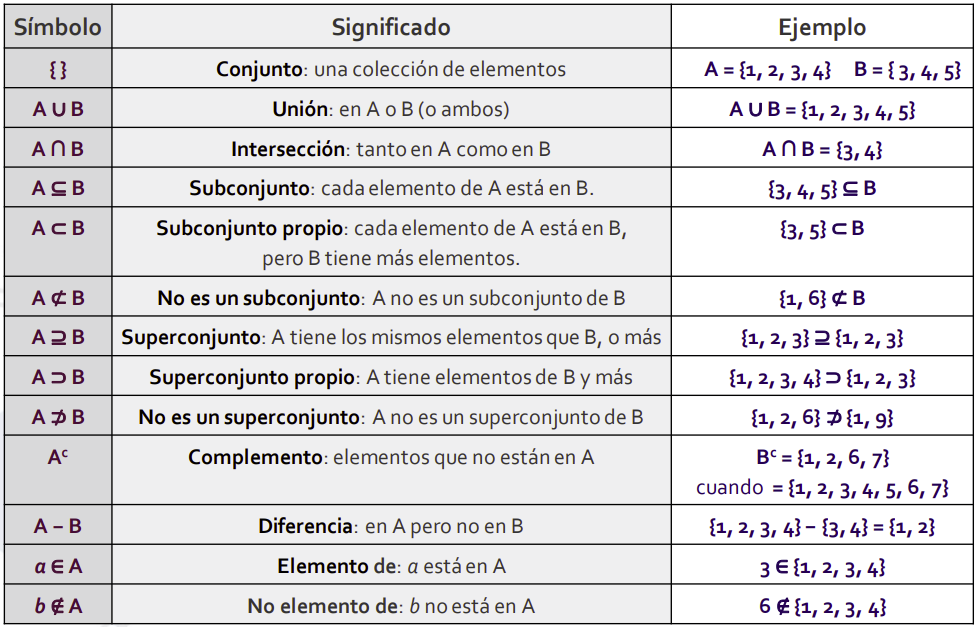 Símbolo Significado Ejemplo
{ } Conjunto: una colección de elementos A = {1, 2, 3, 4} B = { 3, 4, 5}
A ∪ B Unión: en A o B (o ambos) A ∪ B = {1, 2, 3, 4, 5}
A ∩ B Intersección: tanto en A como en B A ∩ B = {3, 4}
A ⊆ B Subconjunto: cada elemento de A está en B. {3, 4, 5} ⊆ B
A ⊂ B Subconjunto propio: cada elemento de A está en B, {3, 5} ⊂ B
pero B tiene más elementos.
A ⊄ B No es un subconjunto: A no es un subconjunto de B {1, 6} ⊄ B
A ⊇ B Superconjunto: A tiene los mismos elementos que B, o más {1, 2, 3} ⊇ {1, 2, 3}
A ⊃ B Superconjunto propio: A tiene elementos de B y más {1, 2, 3, 4} ⊃ {1, 2, 3}
A ⊅ B No es un superconjunto: A no es un superconjunto de B {1, 2, 6} ⊅ {1, 9}
Aᶜ Complemento: elementos que no están en A Bᶜ = {1, 2, 6, 7}
cuando = {1, 2, 3, 4, 5, 6, 7}
A – B Diferencia: en A pero no en B {1, 2, 3, 4} – {3, 4} = {1, 2}
a ∈ A Elemento de: a está en A 3 ∈ {1, 2, 3, 4}
b ∉ A No elemento de: b no está en A 6 ∉ {1, 2, 3, 4}